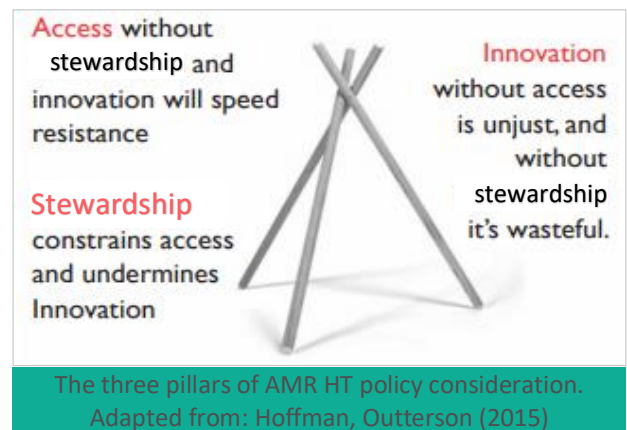 Access without
stewardship and
innovation will speed
resistance
Stewardship
constrains access
and undermines
Innovation
Innovation
without access
is unjust, and
without
stewardship
it's wasteful.
The three pillars of AMR HT policy consideration.
Adapted from: Hoffman, Outterson (2015)